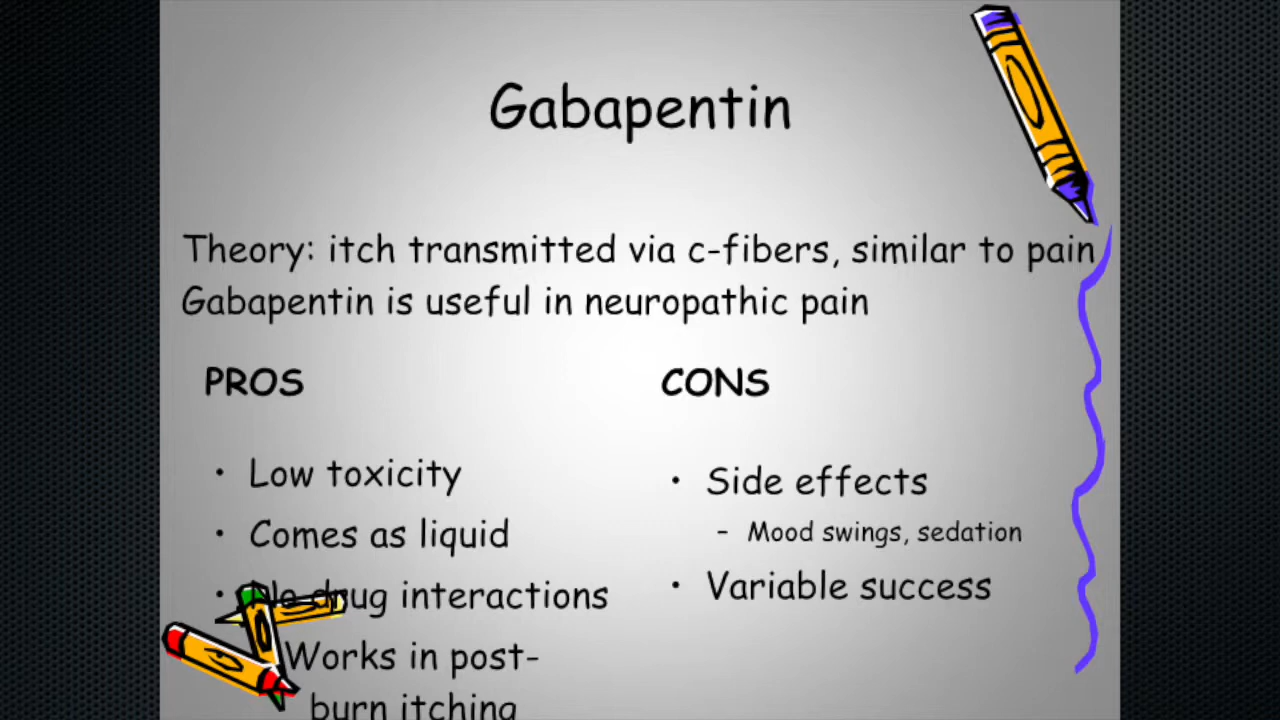 Gabapentin
Theory: itch transmitted via c-fibers, similar to pain
Gabapentin is useful in neuropathic pain
PROS
• Low toxicity
• Comes as liquid
• No drug interactions
Works in post-
burn itching
CONS
• Side effects
– Mood swings, sedation
• Variable success